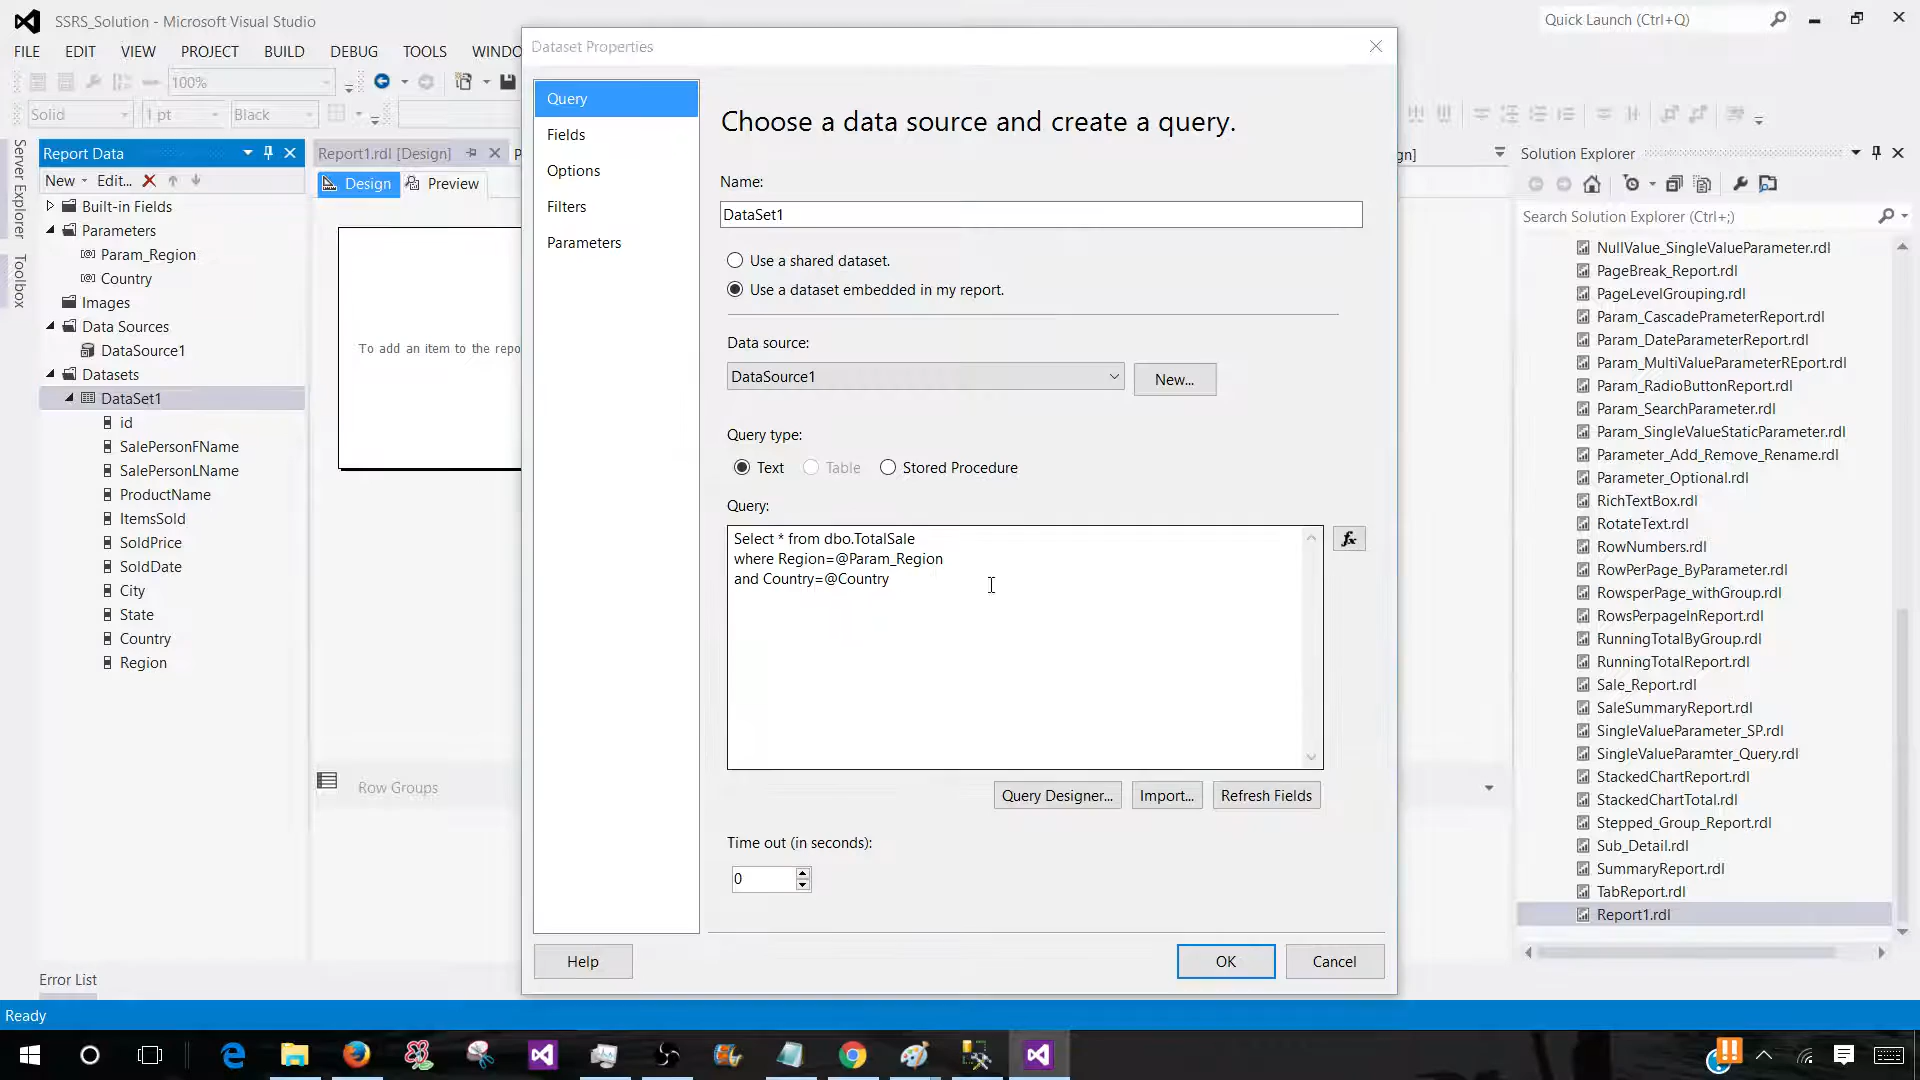 SSRS_Solution - Microsoft Visual Studio
Quick Launch (Ctrl+Q)
FILE EDIT VIEW PROJECT BUILD DEBUG TOOLS WINDO
100%
Solid 1 pt Black
Server Explorer
Toolbox
Report Data
New Edit...
Built-in Fields
Parameters
Param_Region
Country
Images
Data Sources
DataSource1
Datasets
DataSet1
id
SalePersonFName
SalePersonLName
ProductName
ItemsSold
SoldPrice
SoldDate
City
State
Country
Region
Error List
Ready
Report1.rdl [Design]
Design Preview
To add an item to the repo
Row Groups
Dataset Properties
Query
Fields
Options
Filters
Parameters
Choose a data source and create a query.
Name:
DataSet1
Use a shared dataset.
Use a dataset embedded in my report.
Data source:
DataSource1
New...
Query type:
Text Table Stored Procedure
Query:
Select * from dbo.TotalSale
where Region=@Param_Region
and Country=@Country
fx
Query Designer... Import... Refresh Fields
Time out (in seconds):
0
Help OK Cancel
gn]
Solution Explorer
Search Solution Explorer (Ctrl+;)
NullValue_SingleValueParameter.rdl
PageBreak_Report.rdl
PageLevelGrouping.rdl
Param_CascadePrameterReport.rdl
Param_DateParameterReport.rdl
Param_MultiValueParameterREport.rdl
Param_RadioButtonReport.rdl
Param_SearchParameter.rdl
Param_SingleValueStaticParameter.rdl
Parameter_Add_Remove_Rename.rdl
Parameter_Optional.rdl
RichTextBox.rdl
RotateText.rdl
RowNumbers.rdl
RowPerPage_ByParameter.rdl
RowsperPage_withGroup.rdl
RowsPerpageInReport.rdl
RunningTotalByGroup.rdl
RunningTotalReport.rdl
Sale_Report.rdl
SaleSummaryReport.rdl
SingleValueParameter_SP.rdl
SingleValueParamter_Query.rdl
StackedChartReport.rdl
StackedChartTotal.rdl
Stepped_Group_Report.rdl
Sub_Detail.rdl
SummaryReport.rdl
TabReport.rdl
Report1.rdl